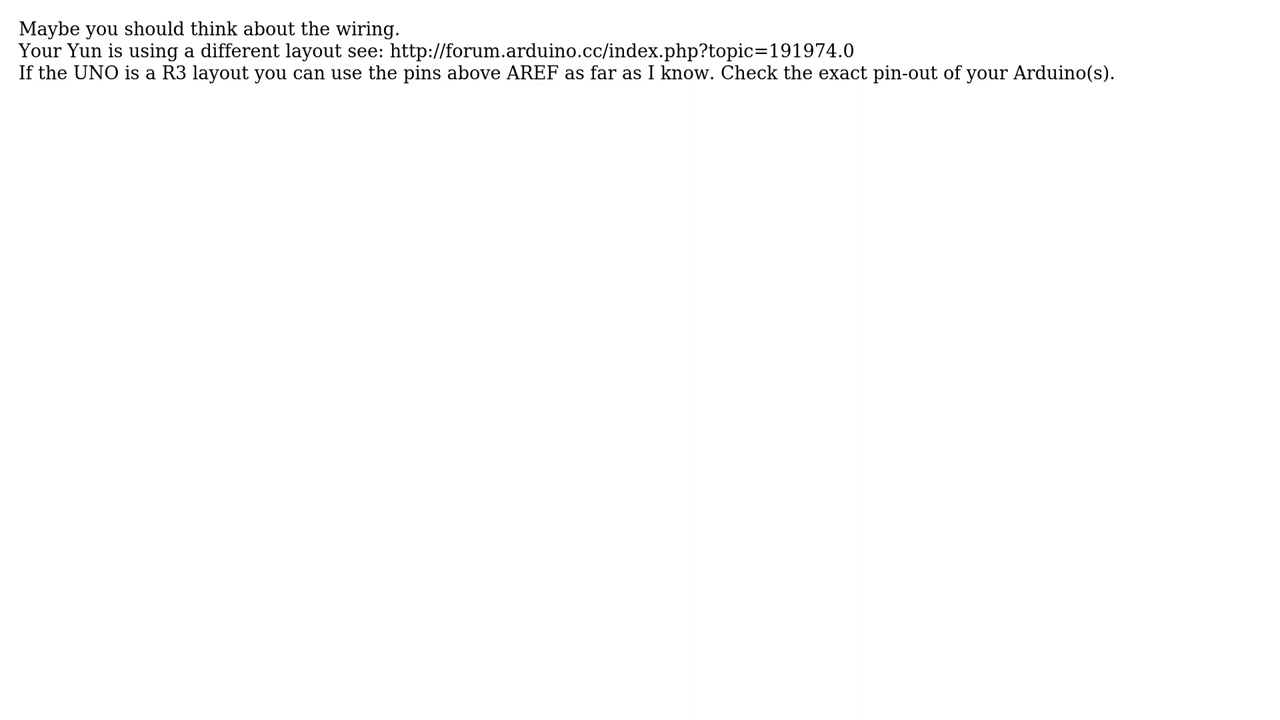 Maybe you should think about the wiring.
Your Yun is using a different layout see: http://forum.arduino.cc/index.php?topic=191974.0
If the UNO is a R3 layout you can use the pins above AREF as far as I know. Check the exact pin-out of your Arduino(s).